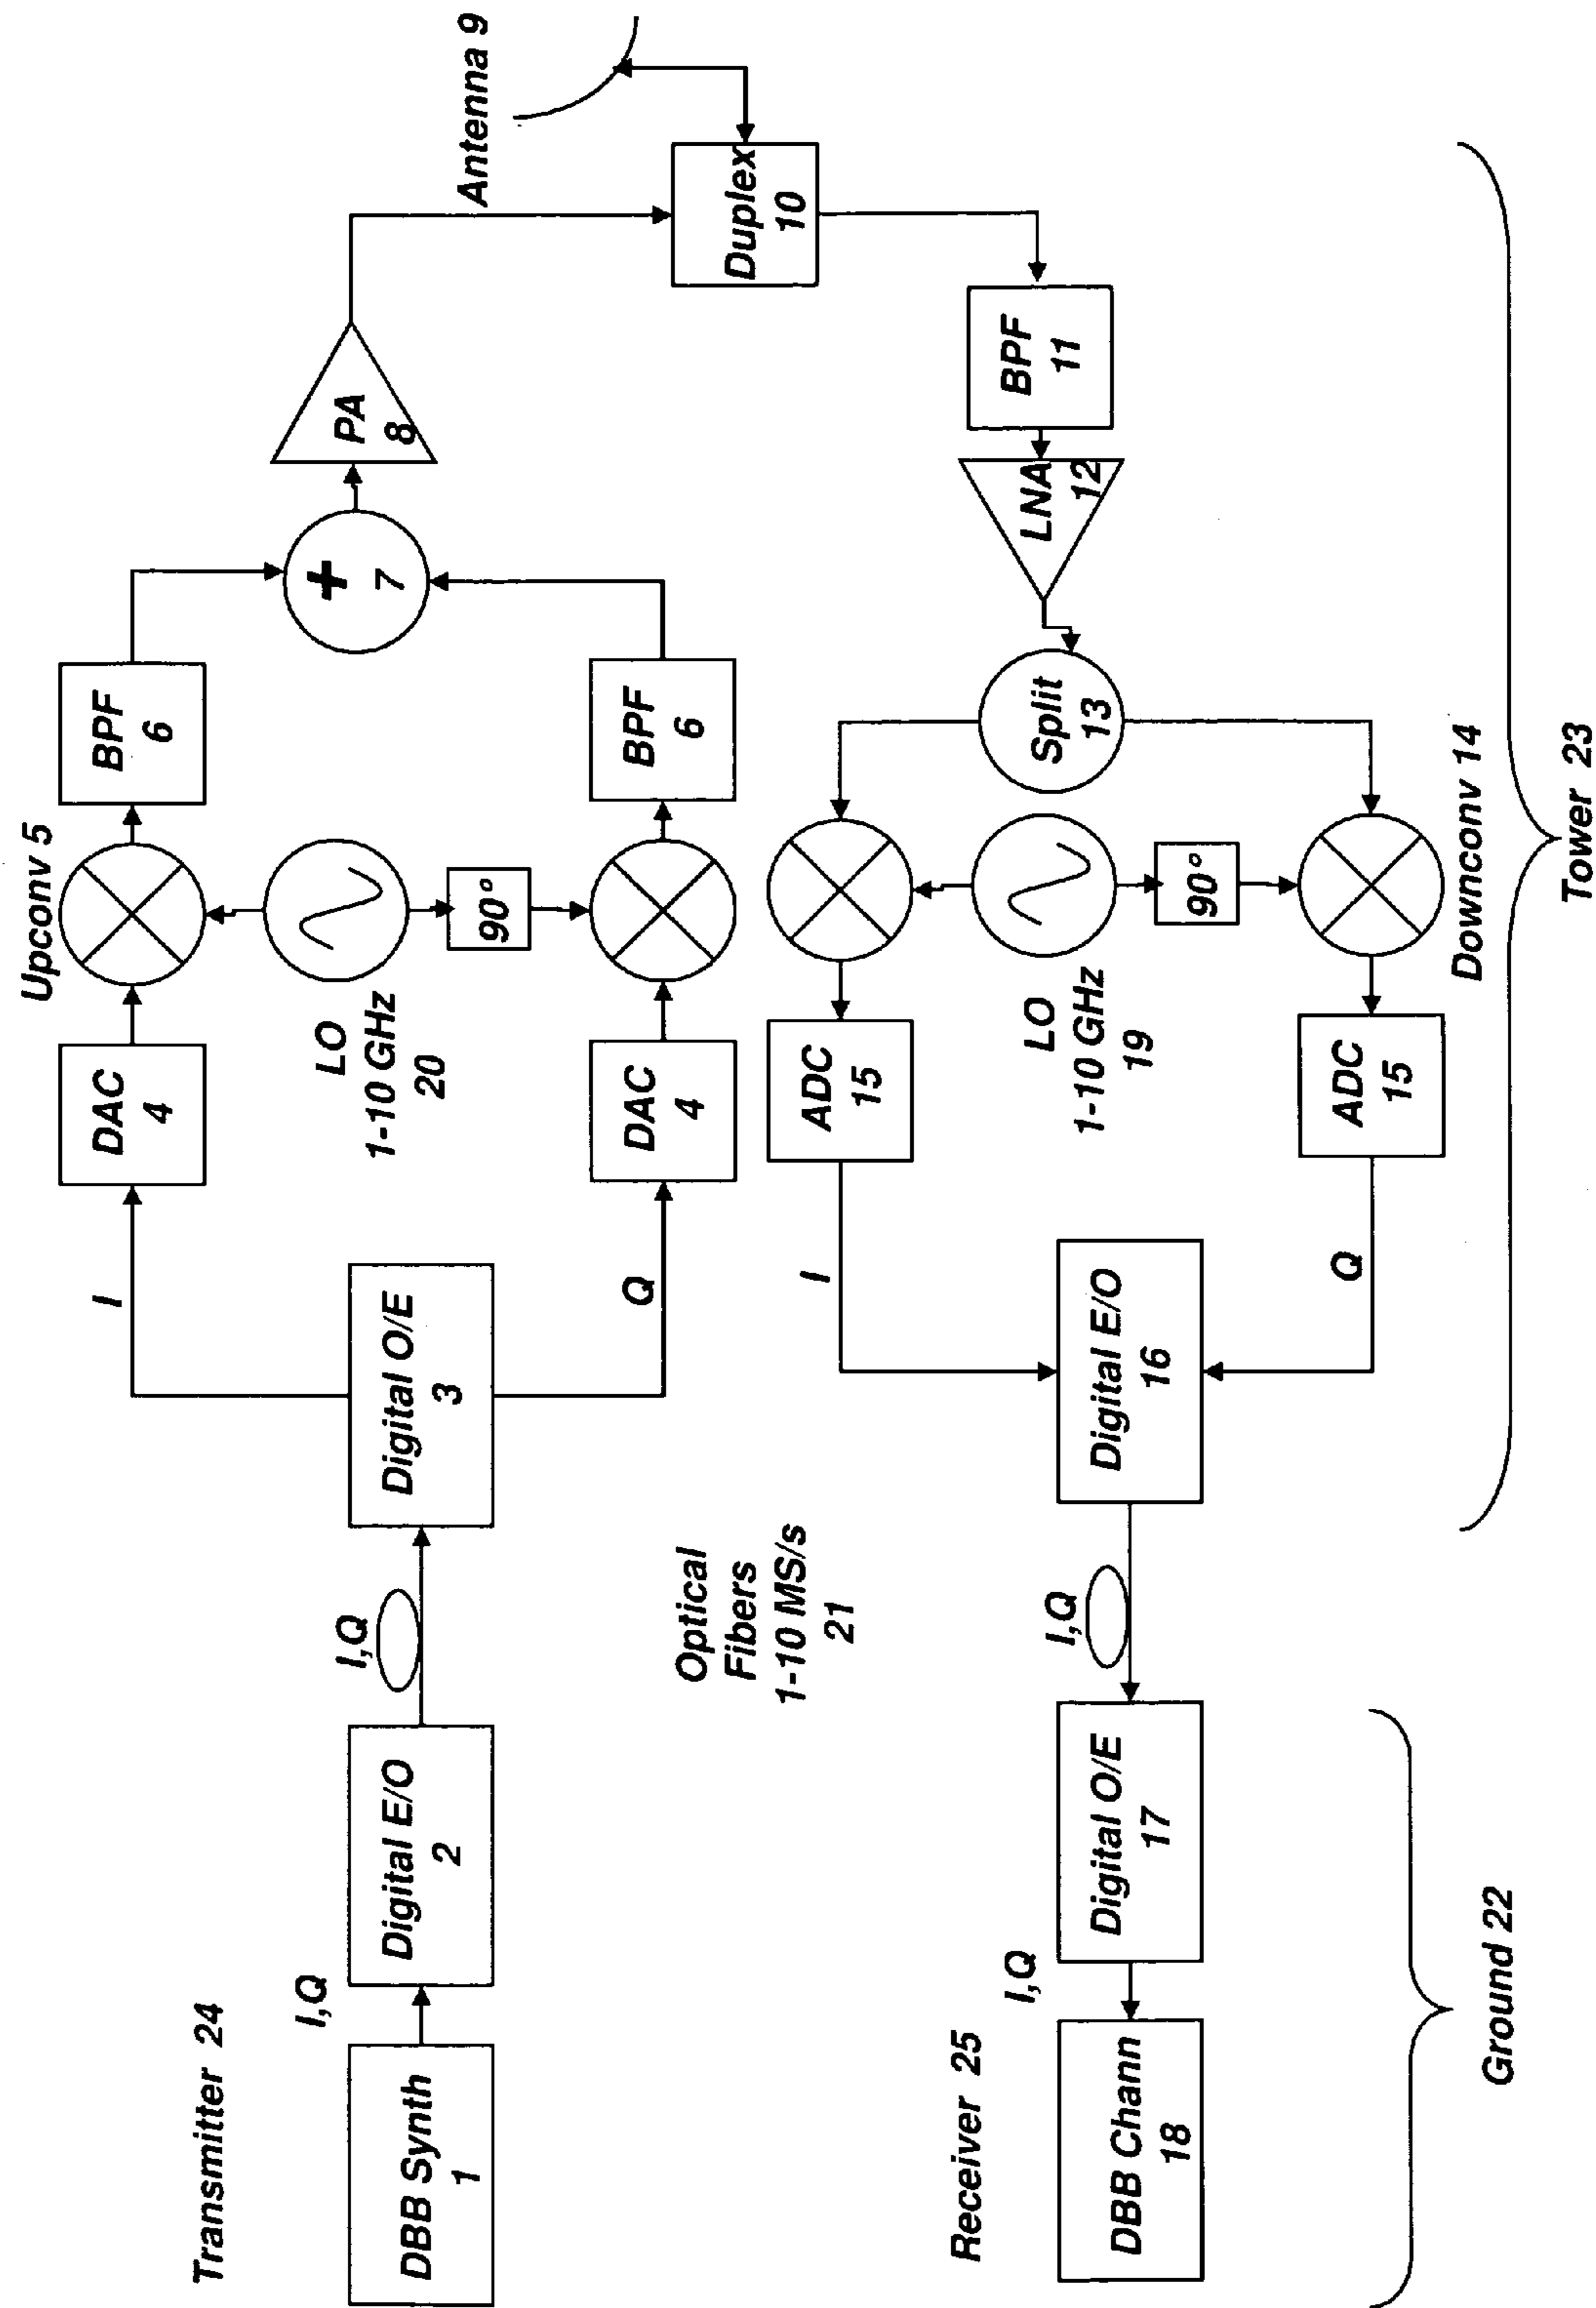 Transmitter 24
DBB Synth
1
I,Q
Digital E/O
2
I,Q
Digital O/E
3
I
Q
DAC
4
DAC
4
Upconv 5
LO
1-10 GHz
20
90°
BPF
6
BPF
6
+
7
PA
8
Antenna 9
Duplex
10
BPF
11
LNA
12
Split
13
Downconv 14
LO
1-10 GHz
19
90°
ADC
15
ADC
15
I
Q
Digital E/O
16
Optical
Fibers
1-10 MS/s
21
I,Q
Digital O/E
17
I,Q
DBB Chann
18
Receiver 25
Ground 22
Tower 23